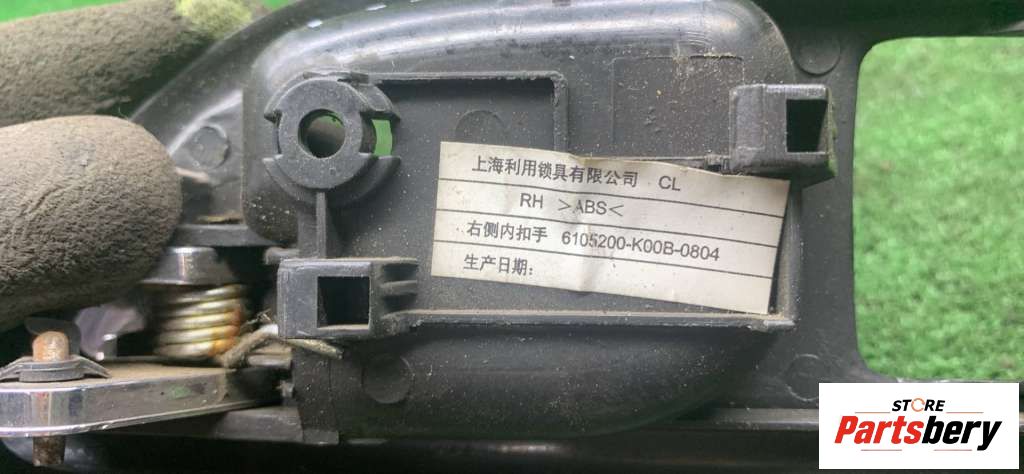 上海利用锁具有限公司 CL
RH >ABS<
右侧内扣手 6105200-K00B-0804
生产日期:
STORE
Partsbery